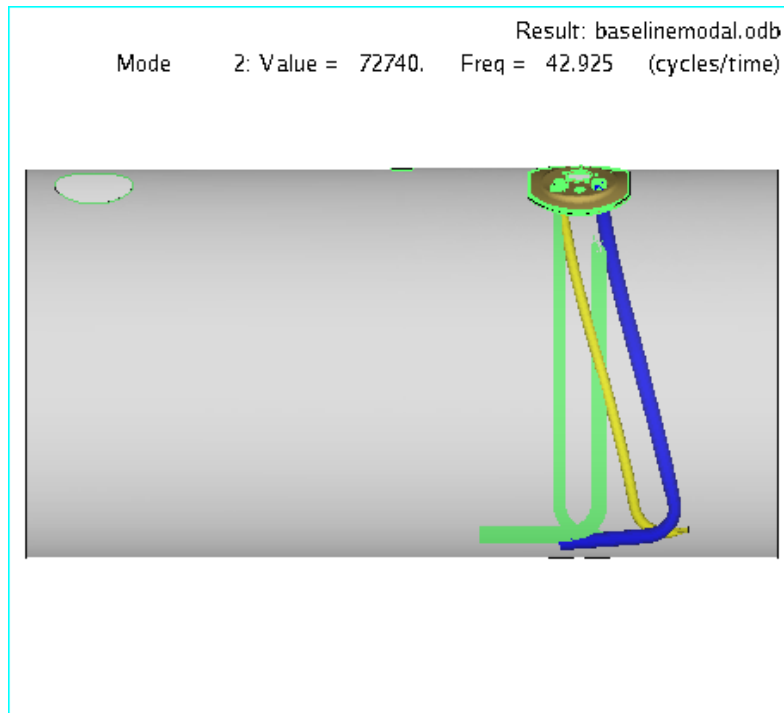 Result: baselinemodal.odb
Mode 2: Value = 72740. Freq = 42.925 (cycles/time)